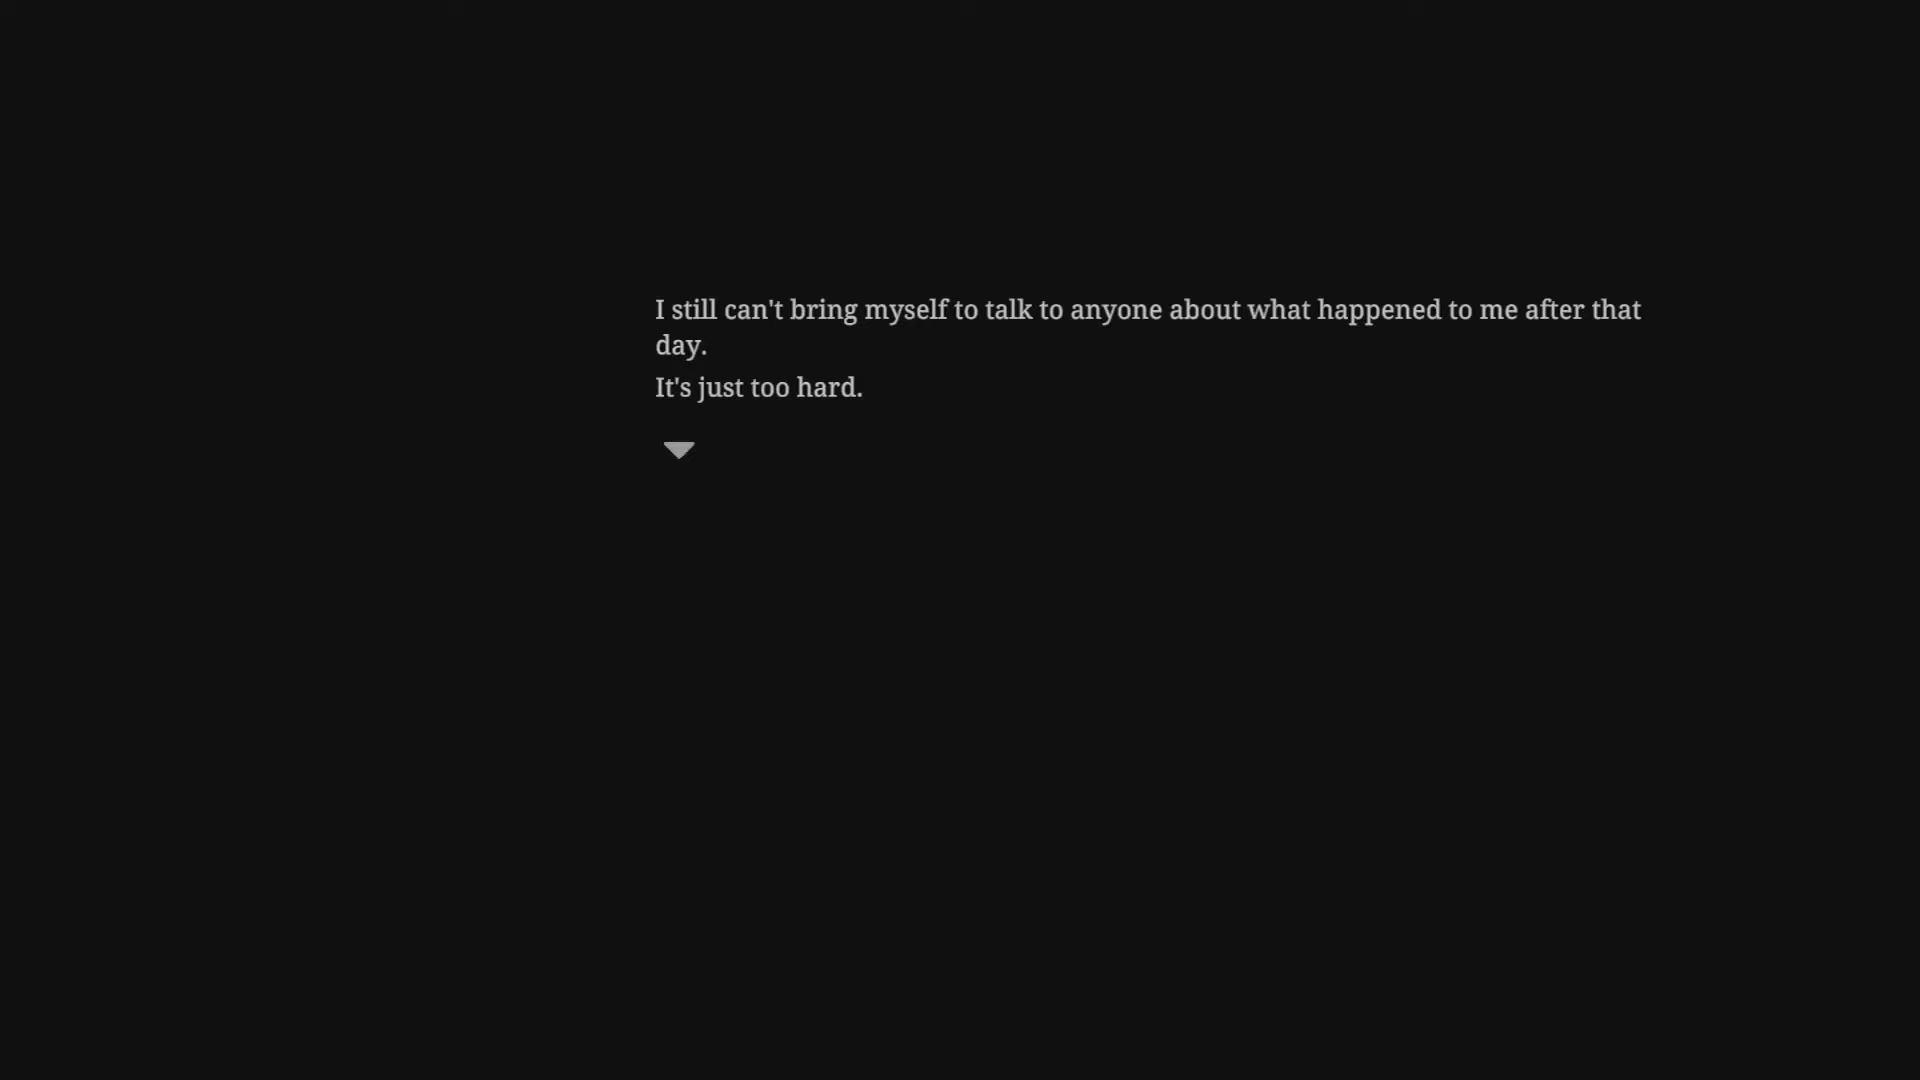 I still can't bring myself to talk to anyone about what happened to me after that
day.
It's just too hard.